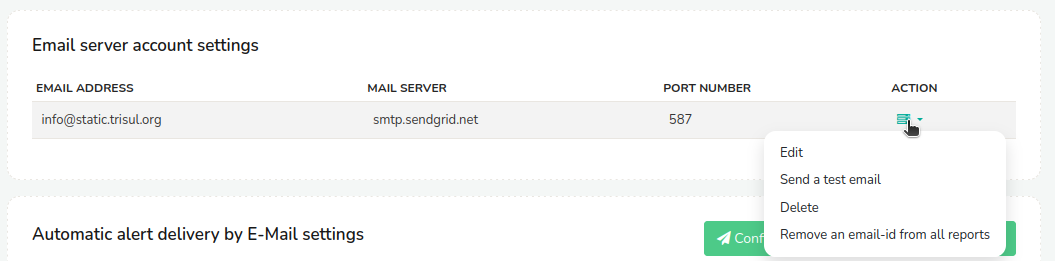 Email server account settings
EMAIL ADDRESS MAIL SERVER PORT NUMBER ACTION
info@static.trisul.org smtp.sendgrid.net 587
Edit
Send a test email
Delete
Remove an email-id from all reports
Automatic alert delivery by E-Mail settings